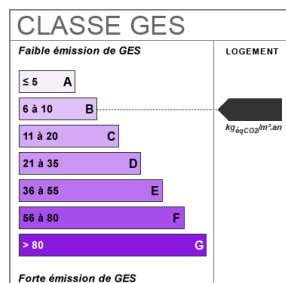 CLASSE GES
Faible émission de GES
LOGEMENT
≤ 5 A
6 à 10 B
kgéqCO2/m².an
11 à 20 C
21 à 35 D
36 à 55 E
56 à 80 F
> 80 G
Forte émission de GES